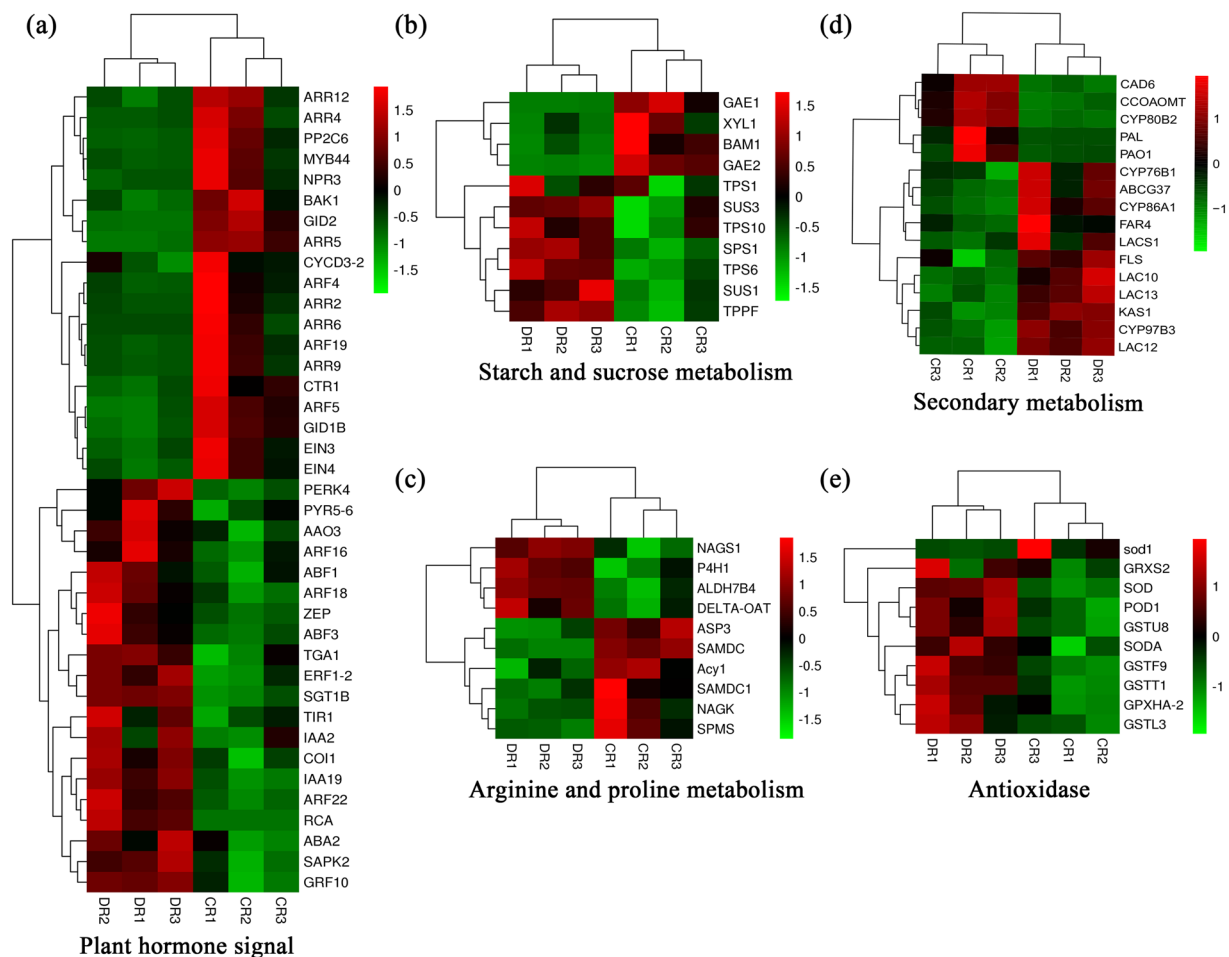 (a)
ARR12
ARR4
PP2C6
MYB44
NPR3
BAK1
GID2
ARR5
CYCD3-2
ARF4
ARR2
ARR6
ARF19
ARR9
CTR1
ARF5
GID1B
EIN3
EIN4
PERK4
PYR5-6
AAO3
ARF16
ABF1
ARF18
ZEP
ABF3
TGA1
ERF1-2
SGT1B
TIR1
IAA2
COI1
IAA19
ARF22
RCA
ABA2
SAPK2
GRF10
1.5
1
0.5
0
-0.5
-1
-1.5
DR2 DR1 DR3 CR1 CR2 CR3
Plant hormone signal
(b)
GAE1
XYL1
BAM1
GAE2
TPS1
SUS3
TPS10
SPS1
TPS6
SUS1
TPPF
1.5
1
0.5
0
-0.5
-1
-1.5
DR1 DR2 DR3 CR1 CR2 CR3
Starch and sucrose metabolism
(c)
NAGS1
P4H1
ALDH7B4
DELTA-OAT
ASP3
SAMDC
Acy1
SAMDC1
NAGK
SPMS
1.5
1
0.5
0
-0.5
-1
-1.5
DR1 DR2 DR3 CR1 CR2 CR3
Arginine and proline metabolism
(d)
CAD6
CCOAOMT
CYP80B2
PAL
PAO1
CYP76B1
ABCG37
CYP86A1
FAR4
LACS1
FLS
LAC10
LAC13
KAS1
CYP97B3
LAC12
1
0
-1
CR3 CR1 CR2 DR1 DR2 DR3
Secondary metabolism
(e)
sod1
GRXS2
SOD
POD1
GSTU8
SODA
GSTF9
GSTT1
GPXHA-2
GSTL3
1
0
-1
DR1 DR2 DR3 CR3 CR1 CR2
Antioxidase